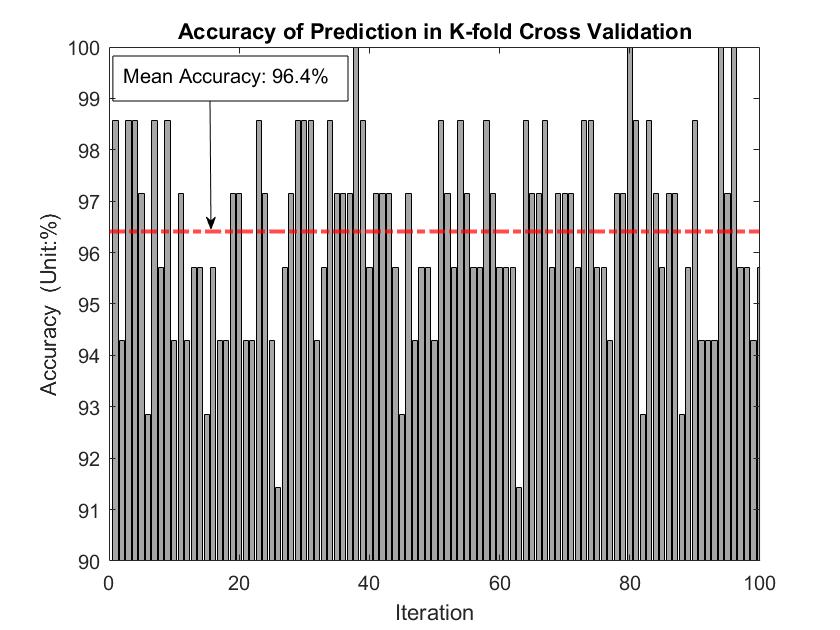 Accuracy of Prediction in K-fold Cross Validation
Mean Accuracy: 96.4%
Accuracy (Unit:%)
100
99
98
97
96
95
94
93
92
91
90
0 20 40 60 80 100
Iteration